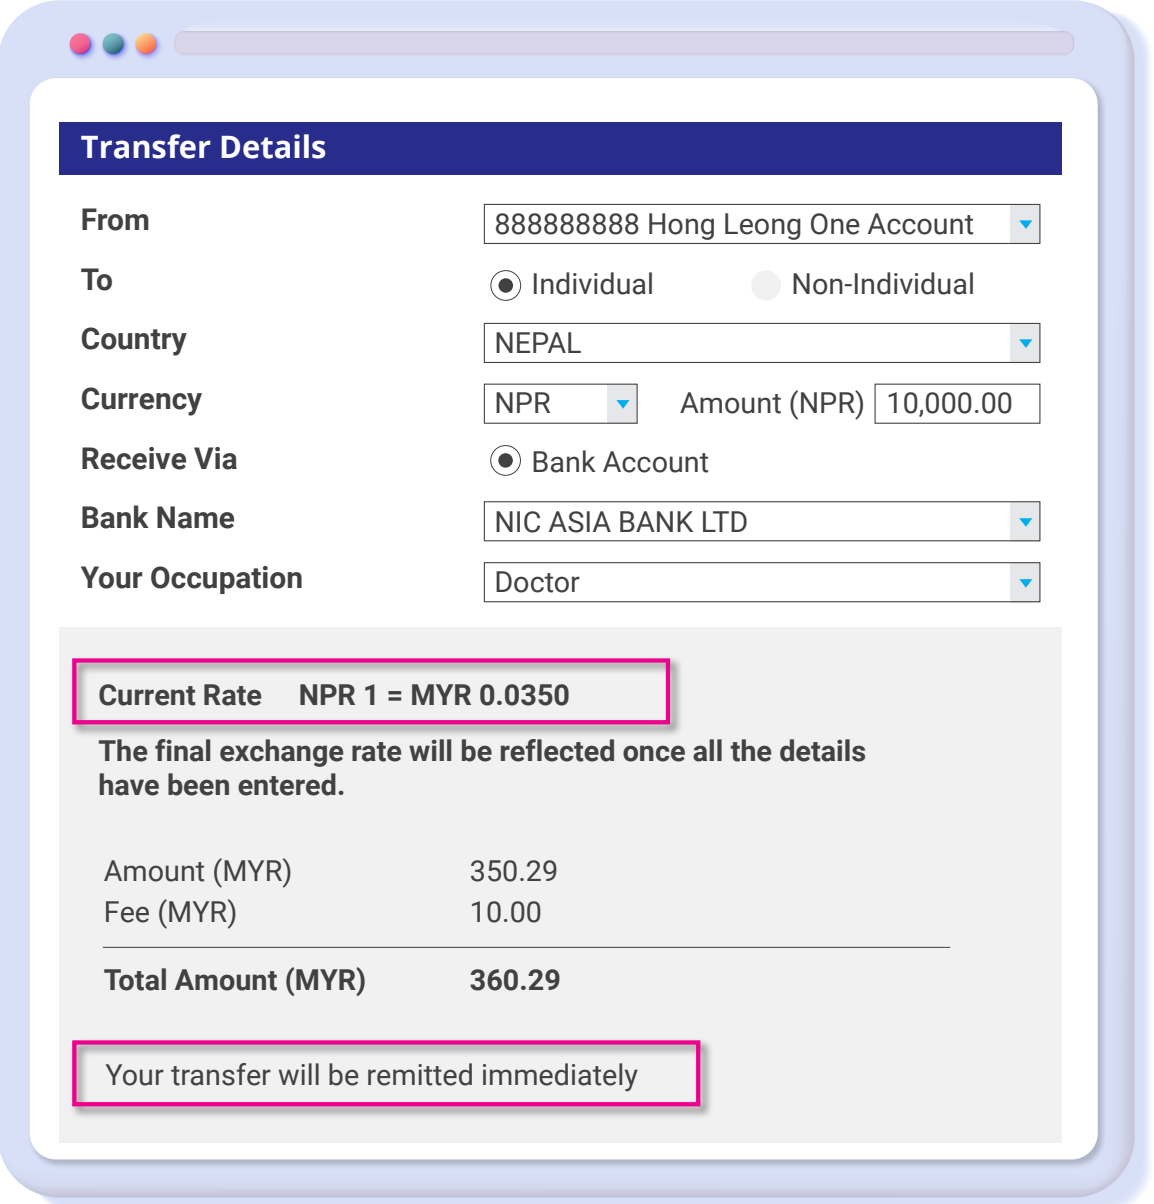 Transfer Details
From 888888888 Hong Leong One Account
To Individual Non-Individual
Country NEPAL
Currency NPR Amount (NPR) 10,000.00
Receive Via Bank Account
Bank Name NIC ASIA BANK LTD
Your Occupation Doctor
Current Rate NPR 1 = MYR 0.0350
The final exchange rate will be reflected once all the details
have been entered.
Amount (MYR) 350.29
Fee (MYR) 10.00
Total Amount (MYR) 360.29
Your transfer will be remitted immediately